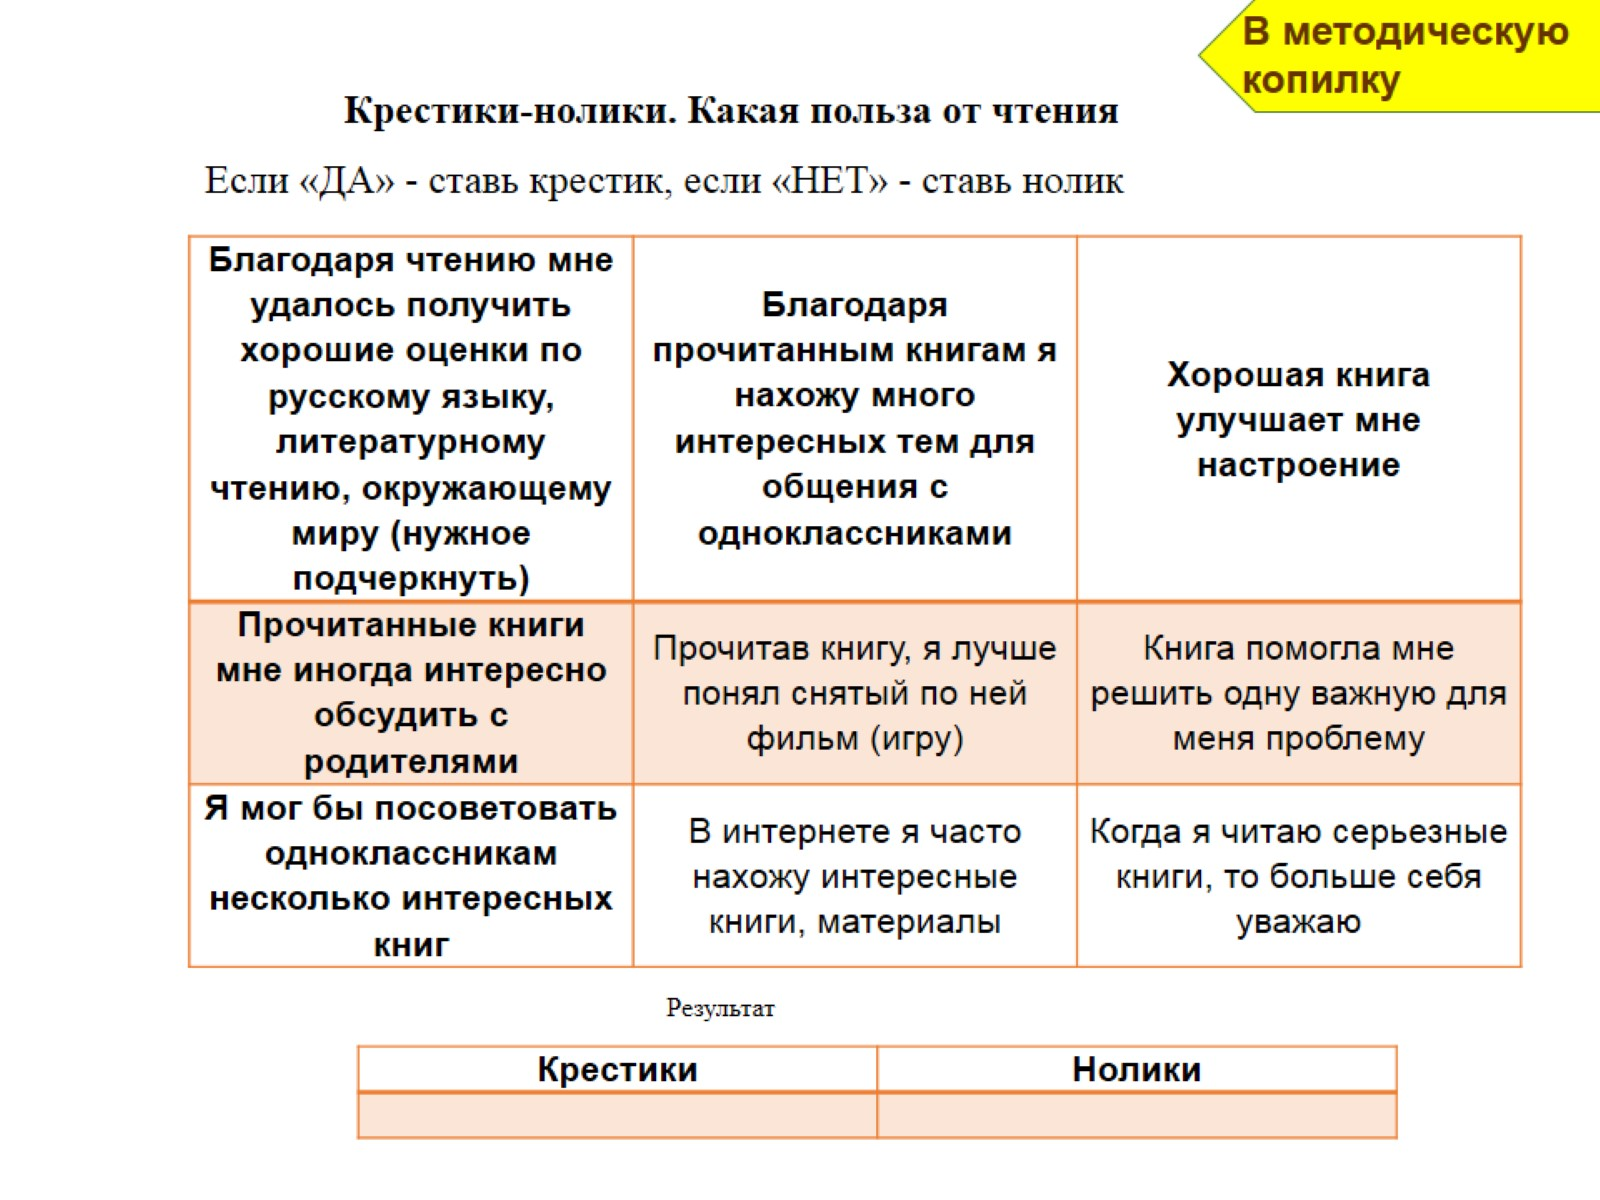 В методическую
копилку
Крестики-нолики. Какая польза от чтения
Если «ДА» - ставь крестик, если «НЕТ» - ставь нолик
Благодаря чтению мне
удалось получить
хорошие оценки по
русскому языку,
литературному
чтению, окружающему
миру (нужное
подчеркнуть)
Благодаря
прочитанным книгам я
нахожу много
интересных тем для
общения с
одноклассниками
Хорошая книга
улучшает мне
настроение
Прочитанные книги
мне иногда интересно
обсудить с
родителями
Прочитав книгу, я лучше
понял снятый по ней
фильм (игру)
Книга помогла мне
решить одну важную для
меня проблему
Я мог бы посоветовать
одноклассникам
несколько интересных
книг
В интернете я часто
нахожу интересные
книги, материалы
Когда я читаю серьезные
книги, то больше себя
уважаю
Результат
Крестики
Нолики